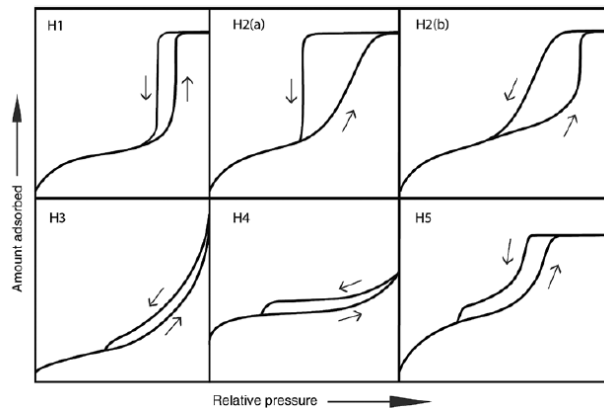 H1
H2(a)
H2(b)
H3
H4
H5
Amount adsorbed
Relative pressure